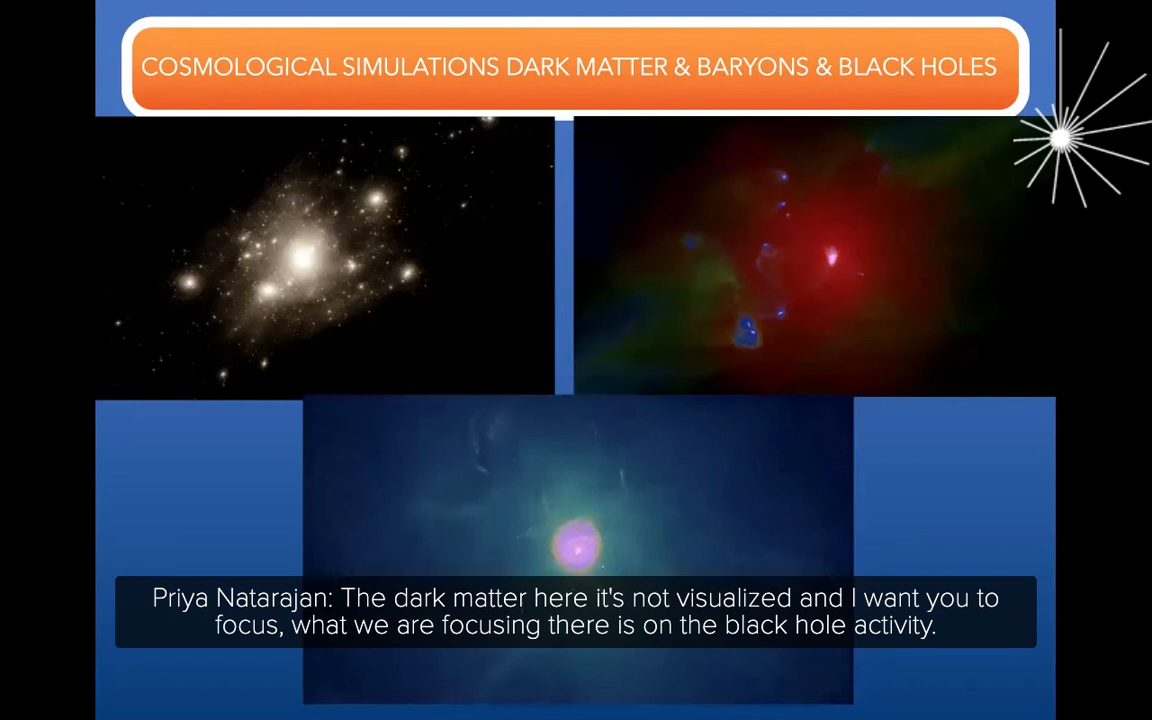 COSMOLOGICAL SIMULATIONS DARK MATTER & BARYONS & BLACK HOLES
Priya Natarajan: The dark matter here it's not visualized and I want you to
focus, what we are focusing there is on the black hole activity.